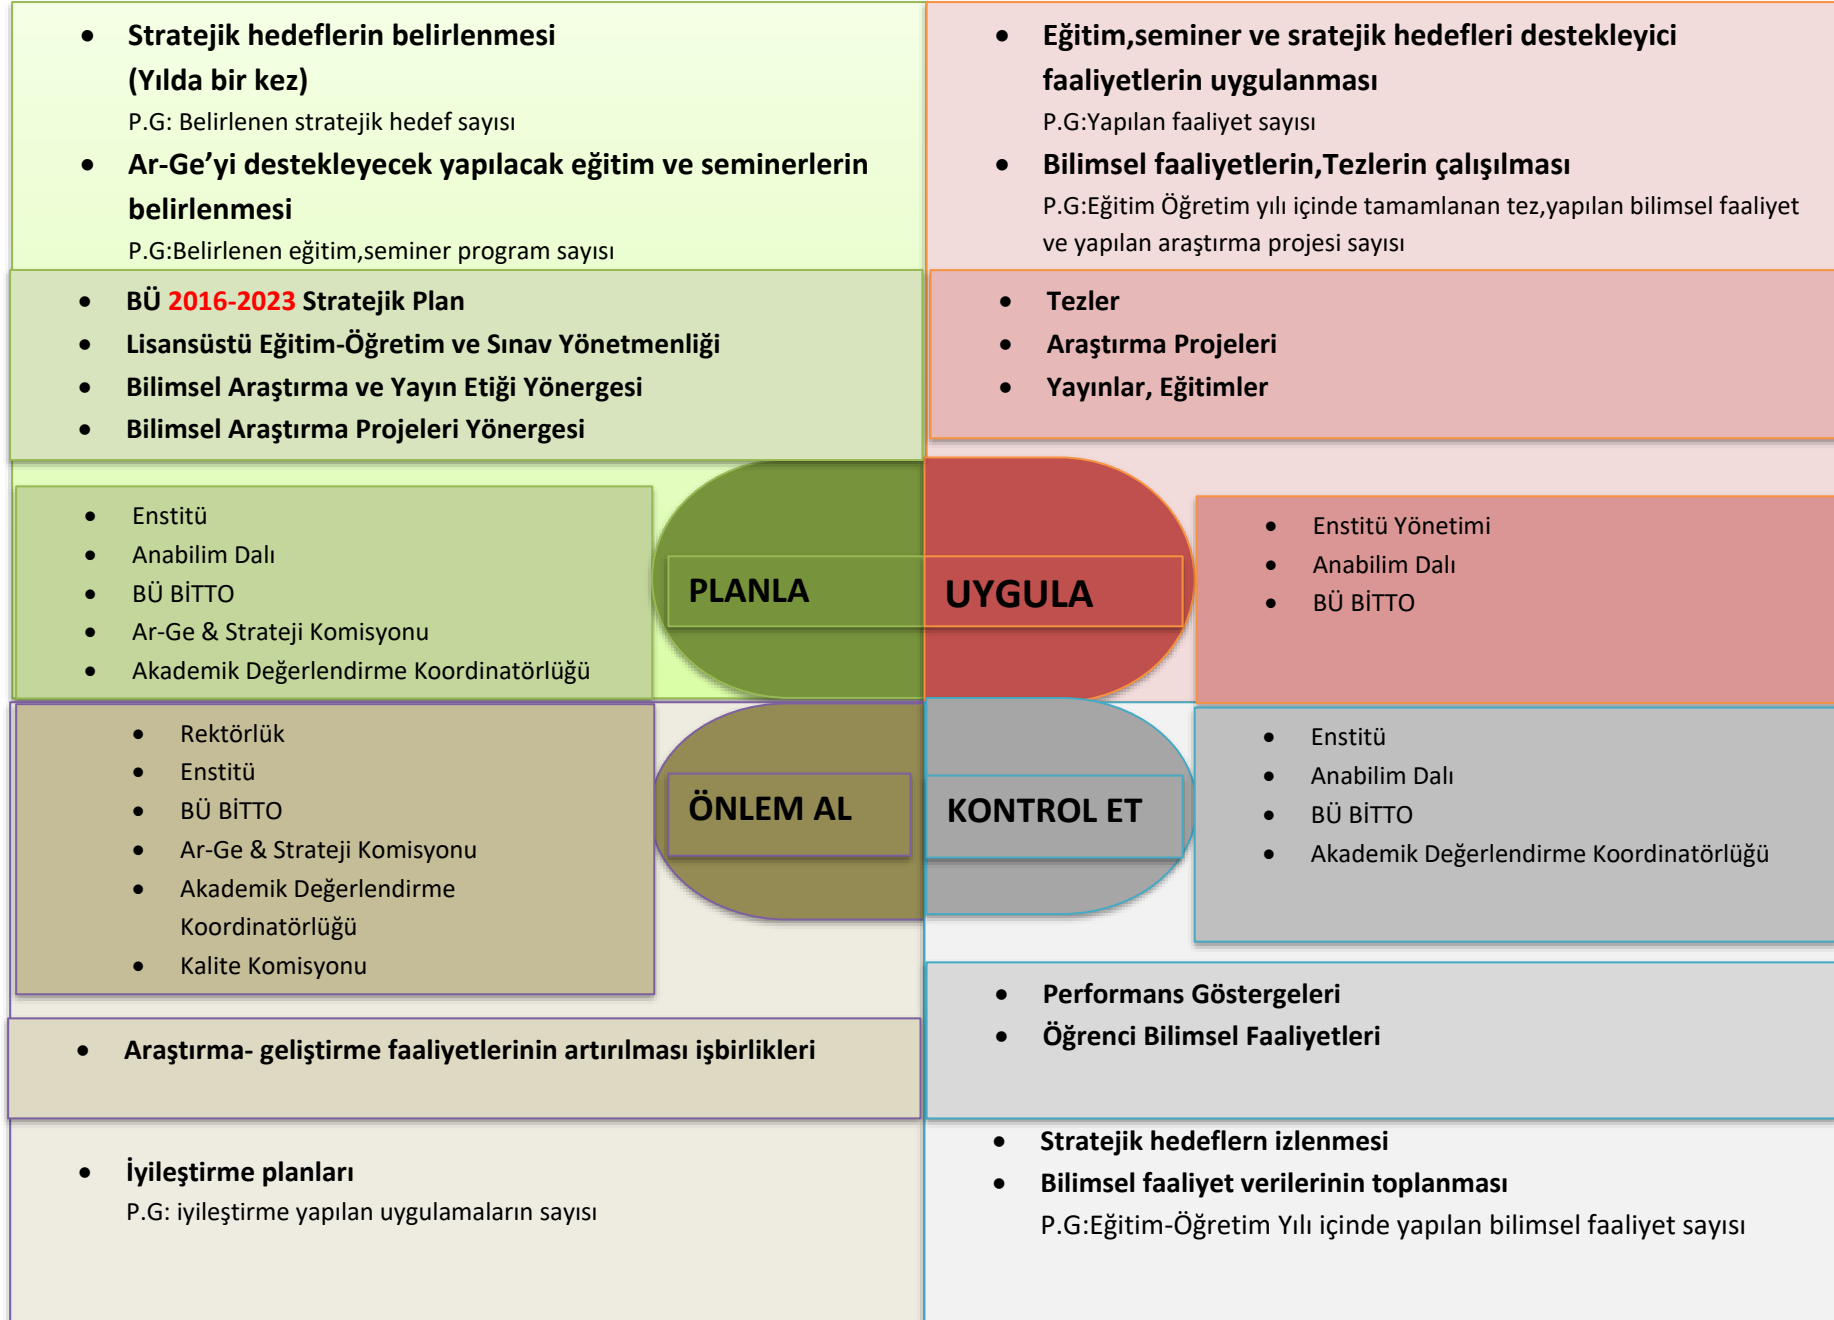 • Stratejik hedeflerin belirlenmesi
(Yılda bir kez)
P.G: Belirlenen stratejik hedef sayısı
• Ar-Ge’yi destekleyecek yapılacak eğitim ve seminerlerin
belirlenmesi
P.G:Belirlenen eğitim,seminer program sayısı
• BÜ 2016-2023 Stratejik Plan
• Lisansüstü Eğitim-Öğretim ve Sınav Yönetmenliği
• Bilimsel Araştırma ve Yayın Etiği Yönergesi
• Bilimsel Araştırma Projeleri Yönergesi
• Enstitü
• Anabilim Dalı
• BÜ BİTTO
• Ar-Ge & Strateji Komisyonu
• Akademik Değerlendirme Koordinatörlüğü
PLANLA
• Eğitim,seminer ve sratejik hedefleri destekleyici
faaliyetlerin uygulanması
P.G:Yapılan faaliyet sayısı
• Bilimsel faaliyetlerin,Tezlerin çalışılması
P.G:Eğitim Öğretim yılı içinde tamamlanan tez,yapılan bilimsel faaliyet
ve yapılan araştırma projesi sayısı
• Tezler
• Araştırma Projeleri
• Yayınlar, Eğitimler
UYGULA
• Enstitü Yönetimi
• Anabilim Dalı
• BÜ BİTTO
• Rektörlük
• Enstitü
• BÜ BİTTO
• Ar-Ge & Strateji Komisyonu
• Akademik Değerlendirme
Koordinatörlüğü
• Kalite Komisyonu
ÖNLEM AL
• Araştırma- geliştirme faaliyetlerinin artırılması işbirlikleri
• İyileştirme planları
P.G: iyileştirme yapılan uygulamaların sayısı
KONTROL ET
• Enstitü
• Anabilim Dalı
• BÜ BİTTO
• Akademik Değerlendirme Koordinatörlüğü
• Performans Göstergeleri
• Öğrenci Bilimsel Faaliyetleri
• Stratejik hedeflern izlenmesi
• Bilimsel faaliyet verilerinin toplanması
P.G:Eğitim-Öğretim Yılı içinde yapılan bilimsel faaliyet sayısı